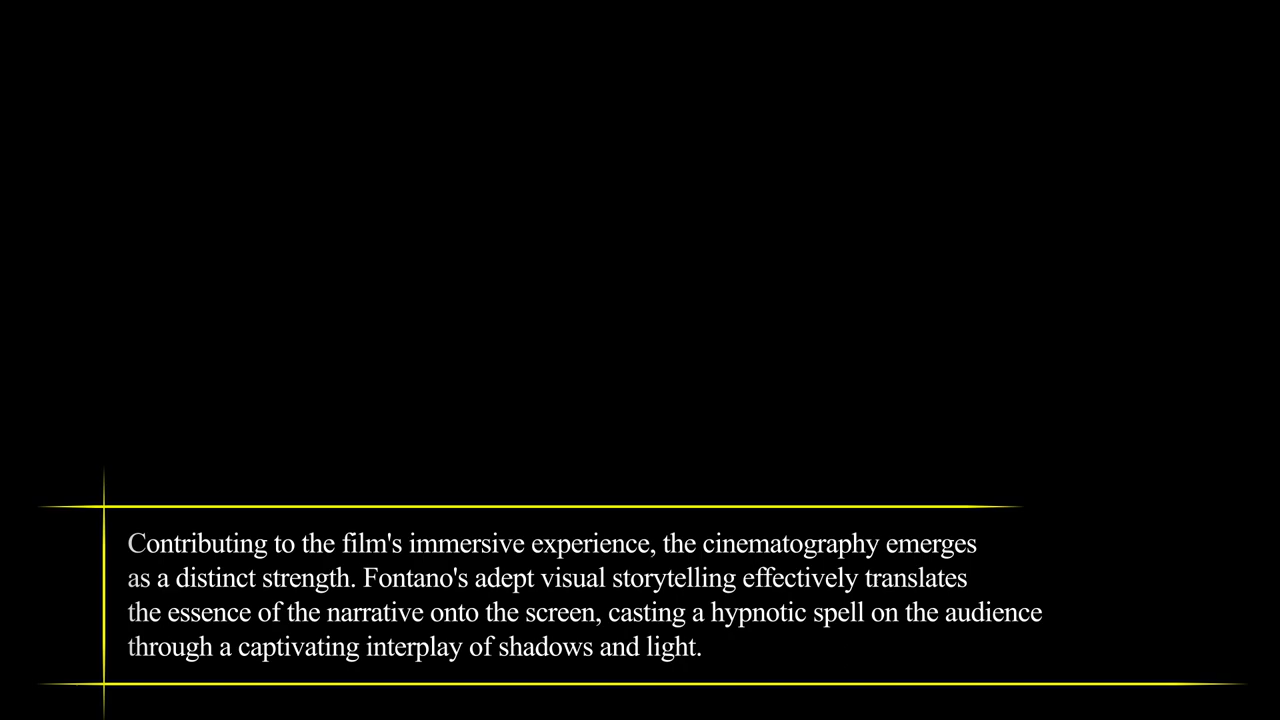 Contributing to the film's immersive experience, the cinematography emerges
as a distinct strength. Fontano's adept visual storytelling effectively translates
the essence of the narrative onto the screen, casting a hypnotic spell on the audience
through a captivating interplay of shadows and light.